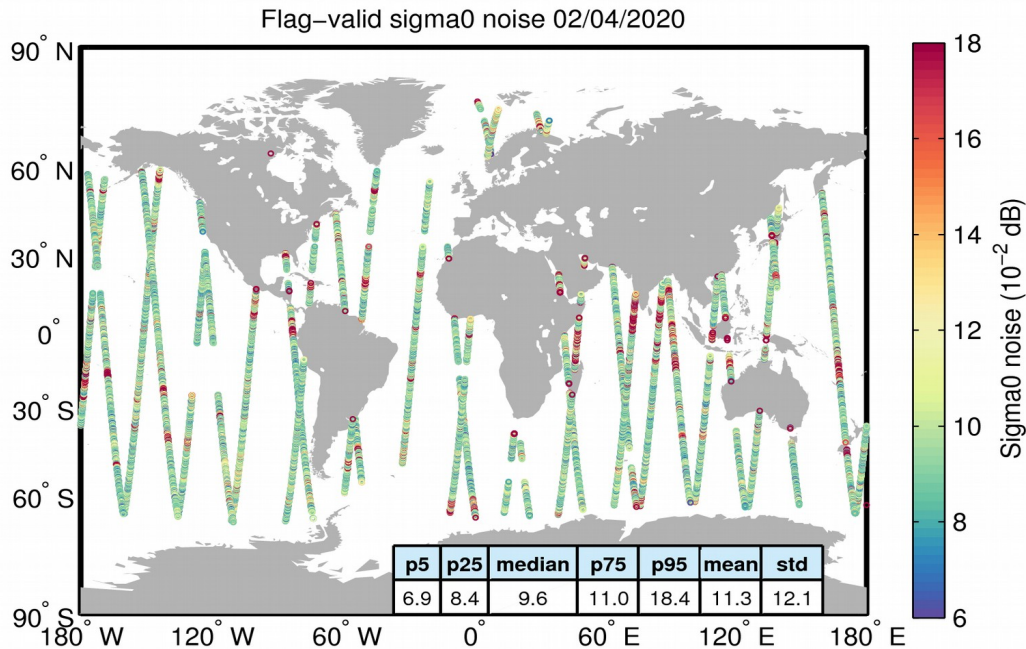 Flag−valid sigma0 noise 02/04/2020
90° N
60° N
30° N
0°
30° S
60° S
90° S
180° W
120° W
60° W
0°
60° E
120° E
180° E
p5 p25 median p75 p95 mean std
6.9 8.4 9.6 11.0 18.4 11.3 12.1
18
16
14
12
10
8
6
Sigma0 noise (10⁻² dB)